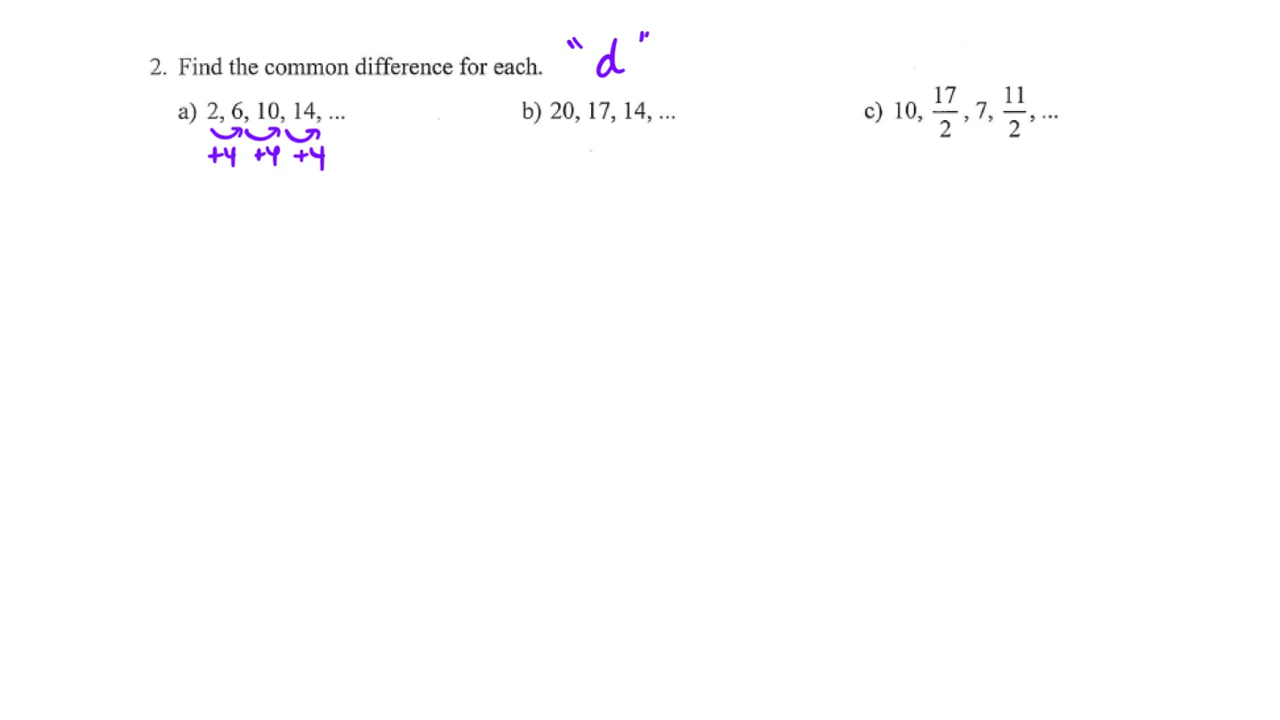 2. Find the common difference for each. "d"
a) 2, 6, 10, 14, ... b) 20, 17, 14, ... c) 10, 17/2, 7, 11/2, ...
+4 +4 +4